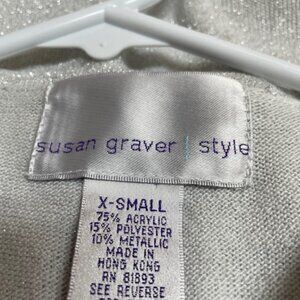 susan graver | style
X-SMALL
75% ACRYLIC
15% POLYESTER
10% METALLIC
MADE IN
HONG KONG
RN 81893
SEE REVERSE